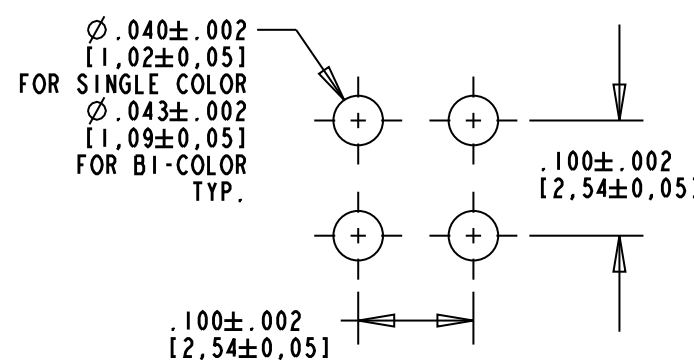 Ø.040±.002
[1,02±0,05]
FOR SINGLE COLOR
Ø.043±.002
[1,09±0,05]
FOR BI-COLOR
TYP.
.100±.002
[2,54±0,05]
.100±.002
[2,54±0,05]